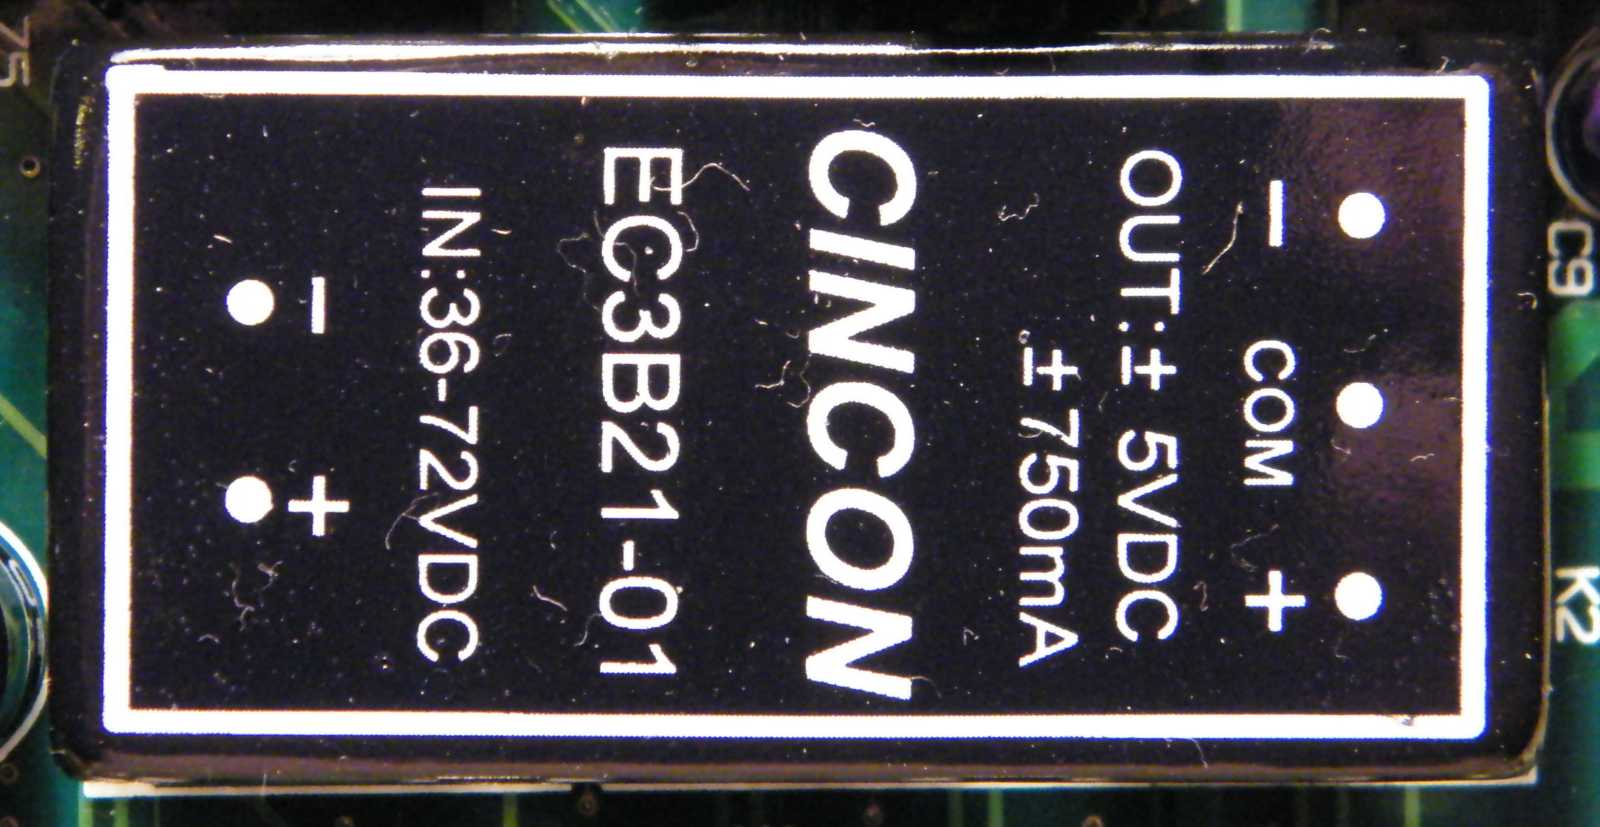 - COM +
OUT:± 5VDC
±750mA
CINCON
EC3B21-01
IN:36-72VDC
- +
C9
K2